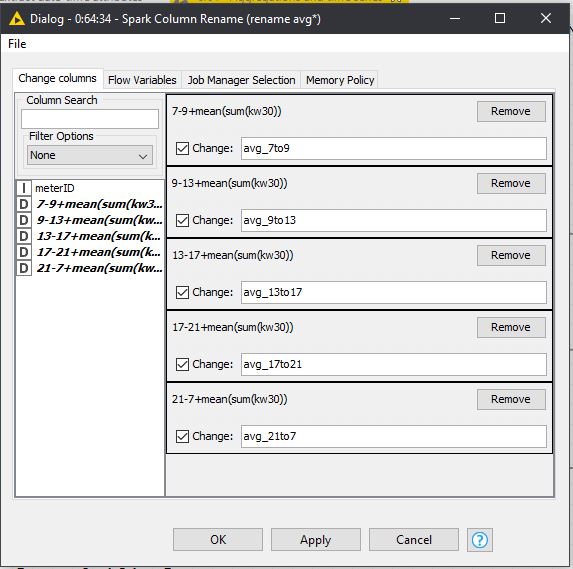 Dialog - 0:64:34 - Spark Column Rename (rename avg*)
File
Change columns Flow Variables Job Manager Selection Memory Policy
Column Search
Filter Options
None
I meterID
D 7-9+mean(sum(kw3...
D 9-13+mean(sum(kw...
D 13-17+mean(sum(k...
D 17-21+mean(sum(k...
D 21-7+mean(sum(kw...
7-9+mean(sum(kw30)) Remove
Change: avg_7to9
9-13+mean(sum(kw30)) Remove
Change: avg_9to13
13-17+mean(sum(kw30)) Remove
Change: avg_13to17
17-21+mean(sum(kw30)) Remove
Change: avg_17to21
21-7+mean(sum(kw30)) Remove
Change: avg_21to7
OK Apply Cancel ?